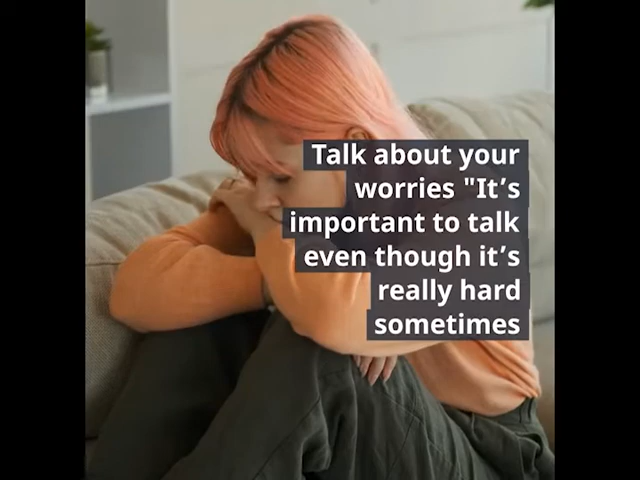 Talk about your
worries "It’s
important to talk
even though it’s
really hard
sometimes